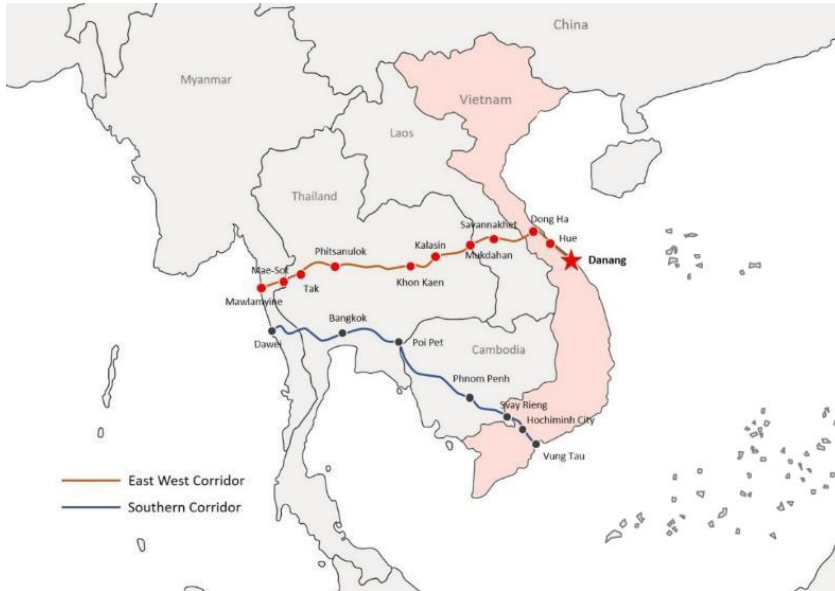 China
Myanmar
Vietnam
Laos
Thailand
Savannakhet
Dong Ha
Kalasin
Hue
Phitsanulok
Mukdahan
Danang
Mae-Sot
Tak
Khon Kaen
Mawlamyine
Bangkok
Dawei
Poi Pet
Cambodia
Phnom Penh
Svay Rieng
Hochiminh City
Vung Tau
East West Corridor
Southern Corridor